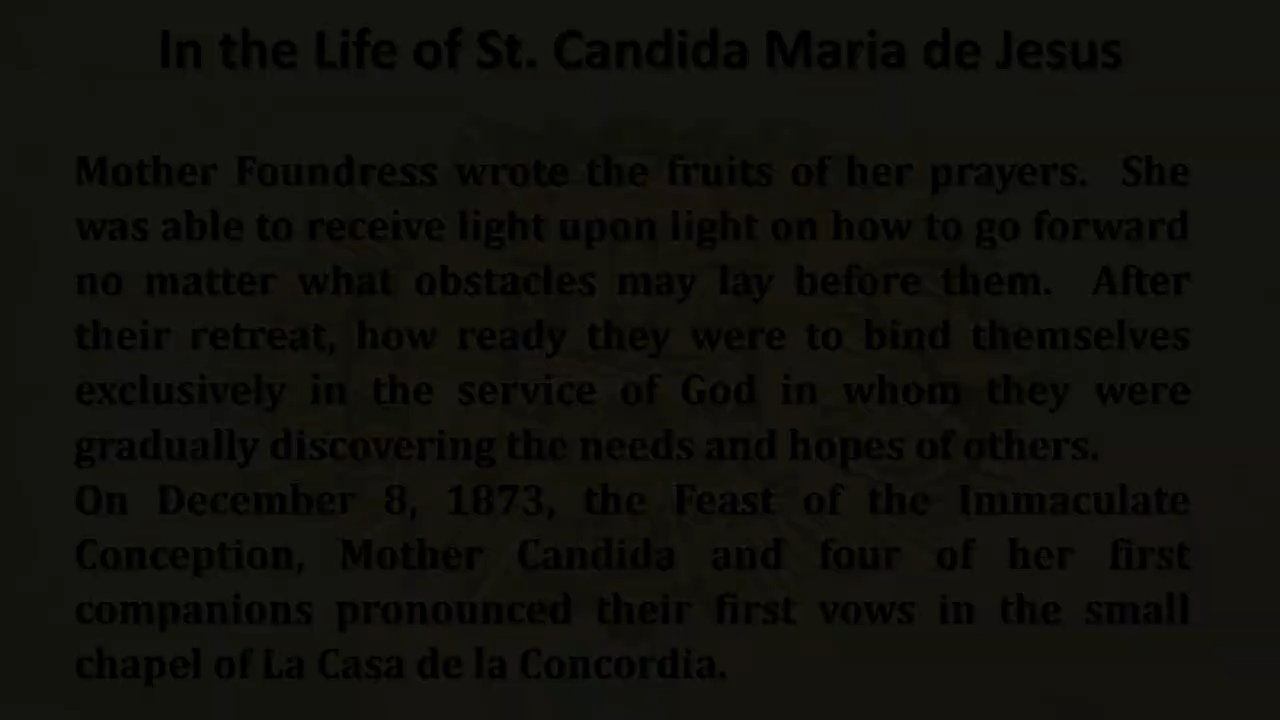 In the Life of St. Candida Maria de Jesus
Mother Foundress wrote the fruits of her prayers. She
was able to receive light upon light on how to go forward
no matter what obstacles may lay before them. After
their retreat, how ready they were to bind themselves
exclusively in the service of God in whom they were
gradually discovering the needs and hopes of others.
On December 8, 1873, the Feast of the Immaculate
Conception, Mother Candida and four of her first
companions pronounced their first vows in the small
chapel of La Casa de la Concordia.